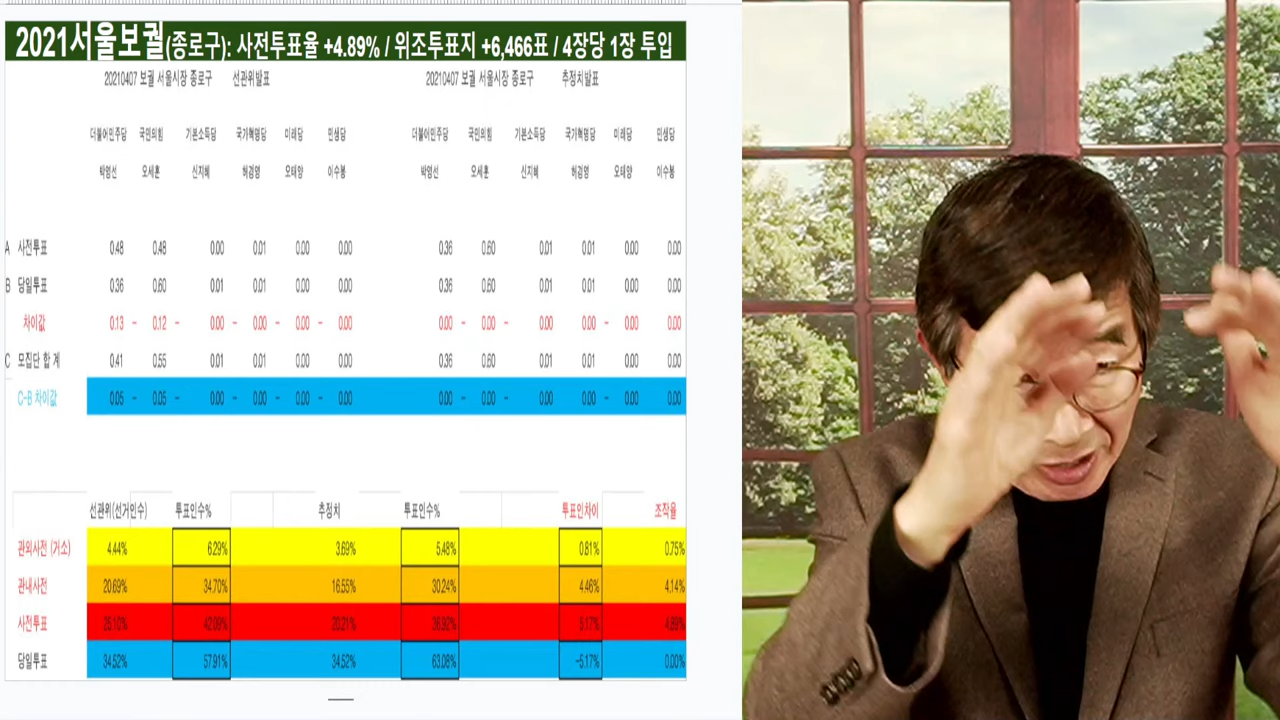 2021서울보궐(종로구): 사전투표율 +4.89% / 위조투표지 +6,466표 / 4장당 1장 투입
20210407 보궐 서울시장 종로구 선관위발표 20210407 보궐 서울시장 종로구 추정치발표
더불어민주당 국민의힘 기본소득당 국가혁명당 미래당 민생당 더불어민주당 국민의힘 기본소득당 국가혁명당 미래당 민생당
박영선 오세훈 신지혜 허경영 오태양 이수봉 박영선 오세훈 신지혜 허경영 오태양 이수봉
A 사전투표 0.48 0.48 0.00 0.01 0.00 0.00 0.36 0.60 0.01 0.01 0.00 0.00
B 당일투표 0.36 0.60 0.01 0.01 0.00 0.00 0.36 0.60 0.01 0.01 0.00 0.00
차이값 0.13 - 0.12 - 0.00 - 0.00 - 0.00 - 0.00 0.00 - 0.00 - 0.00 0.00 - 0.00 0.00
C 모집단 합 계 0.41 0.55 0.01 0.01 0.00 0.00 0.36 0.60 0.01 0.01 0.00 0.00
C-B 차이값 0.05 - 0.05 - 0.00 - 0.00 - 0.00 - 0.00 0.00 - 0.00 - 0.00 0.00 - 0.00 0.00
선관위(선거인수) 투표인수% 추정치 투표인수% 투표인차이 조작율
관외사전 (거소) 4.44% 6.29% 3.69% 5.48% 0.81% 0.75%
관내사전 20.69% 34.70% 16.55% 30.24% 4.46% 4.14%
사전투표 25.10% 42.09% 20.21% 36.92% 5.17% 4.89%
당일투표 34.52% 57.91% 34.52% 63.08% -5.17% 0.00%